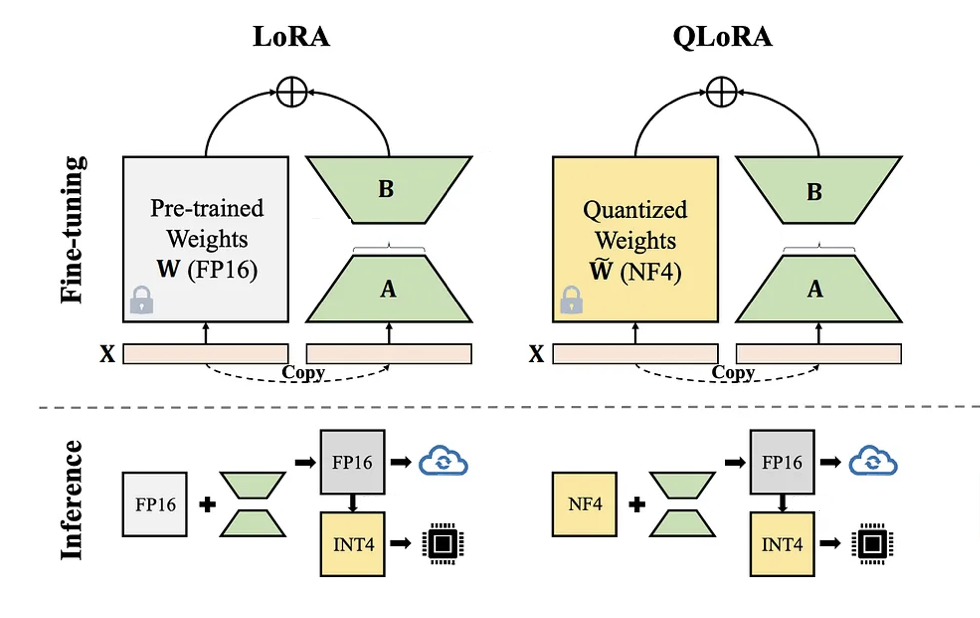 LoRA
QLoRA
Fine-tuning
Pre-trained
Weights
W (FP16)
B
A
X
Copy
Quantized
Weights
W̃ (NF4)
B
A
X
Copy
Inference
FP16
FP16
INT4
NF4
FP16
INT4